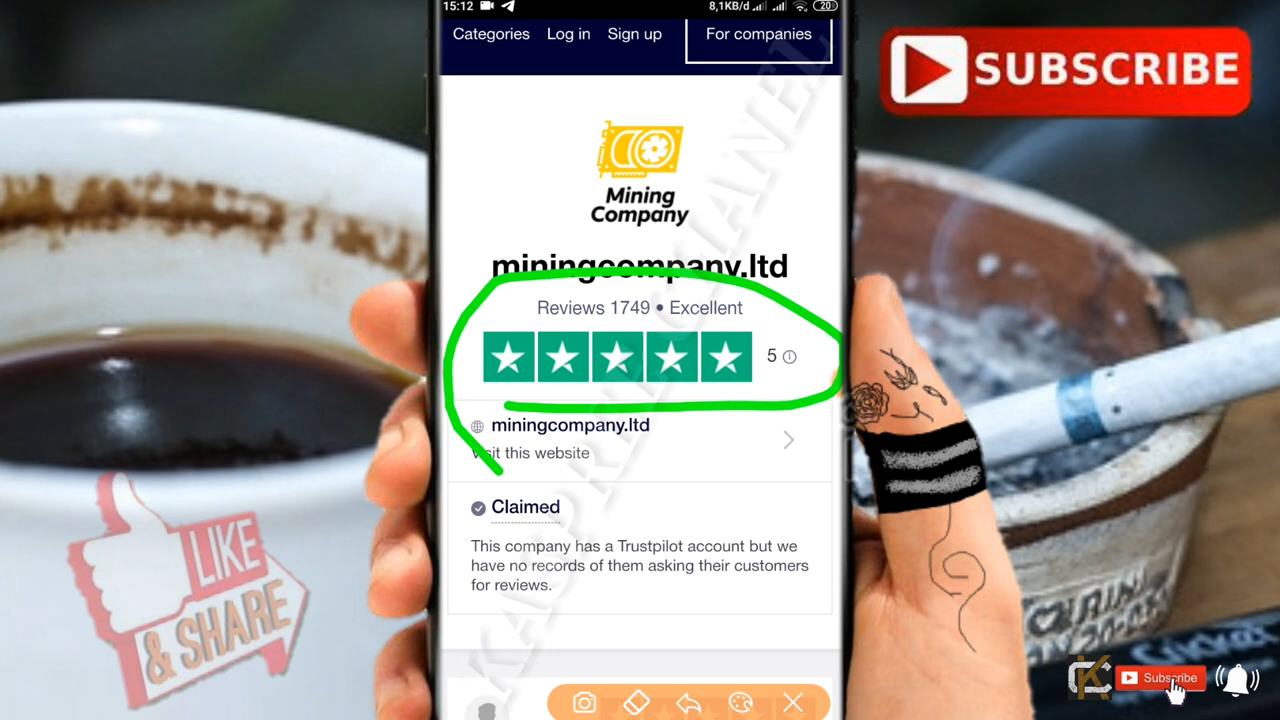 15:12
8,1KB/d
20
Categories
Log in
Sign up
For companies
SUBSCRIBE
Mining
Company
miningcompany.ltd
Reviews 1749 • Excellent
5
miningcompany.ltd
Visit this website
Claimed
This company has a Trustpilot account but we
have no records of them asking their customers
for reviews.
LIKE
& SHARE
Subscribe